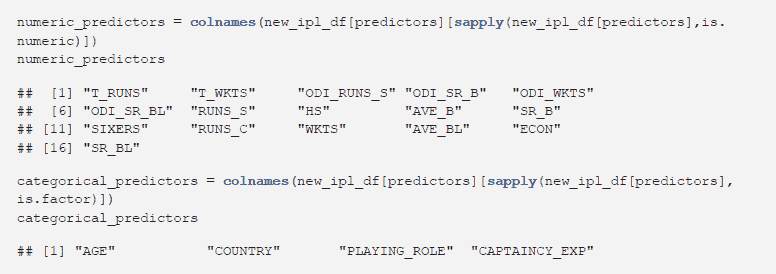 numeric_predictors = colnames(new_ipl_df[predictors][sapply(new_ipl_df[predictors],is.
numeric)])
numeric_predictors
##  [1] "T_RUNS"     "T_WKTS"     "ODI_RUNS_S" "ODI_SR_B"   "ODI_WKTS"
##  [6] "ODI_SR_BL"  "RUNS_S"     "HS"         "AVE_B"      "SR_B"
## [11] "SIXERS"     "RUNS_C"     "WKTS"       "AVE_BL"     "ECON"
## [16] "SR_BL"
categorical_predictors = colnames(new_ipl_df[predictors][sapply(new_ipl_df[predictors],
is.factor)])
categorical_predictors
## [1] "AGE"           "COUNTRY"       "PLAYING_ROLE"  "CAPTAINCY_EXP"